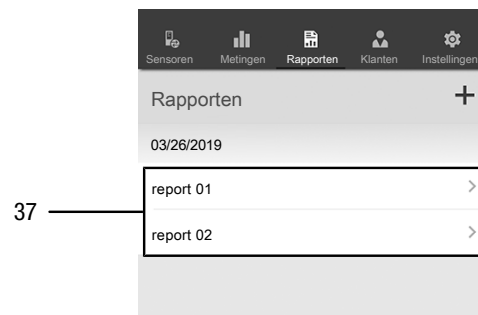 Sensoren Metingen Rapporten Klanten Instellingen
Rapporten +
03/26/2019
report 01
37
report 02